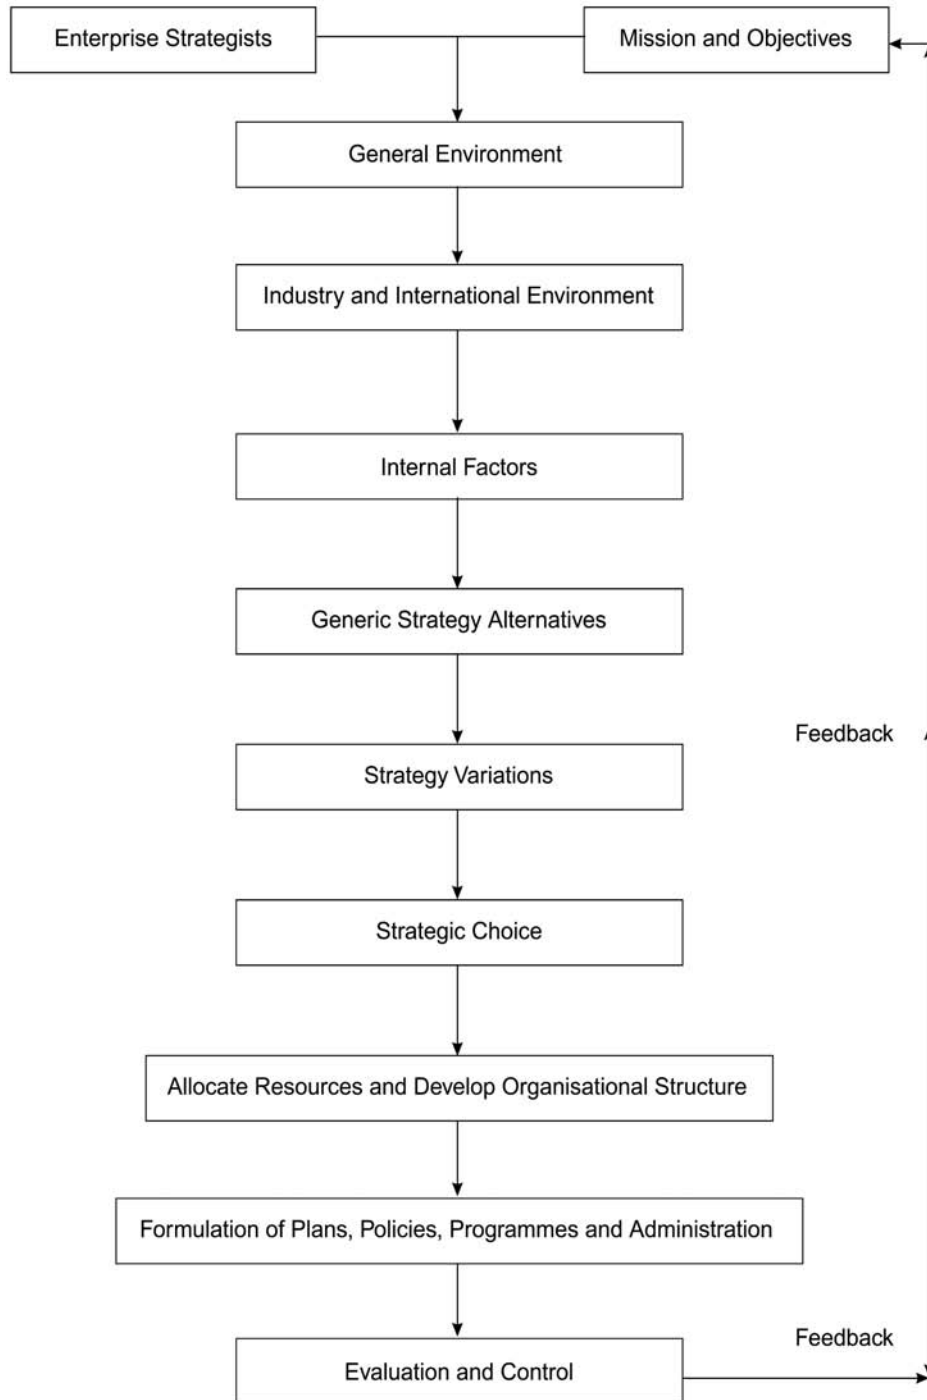 Enterprise Strategists
Mission and Objectives
General Environment
Industry and International Environment
Internal Factors
Generic Strategy Alternatives
Feedback
Strategy Variations
Strategic Choice
Allocate Resources and Develop Organisational Structure
Formulation of Plans, Policies, Programmes and Administration
Feedback
Evaluation and Control